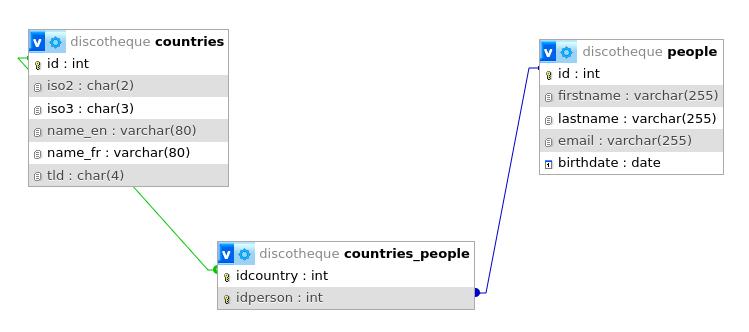 v discotheque countries
id : int
iso2 : char(2)
iso3 : char(3)
name_en : varchar(80)
name_fr : varchar(80)
tld : char(4)
v discotheque people
id : int
firstname : varchar(255)
lastname : varchar(255)
email : varchar(255)
birthdate : date
v discotheque countries_people
idcountry : int
idperson : int